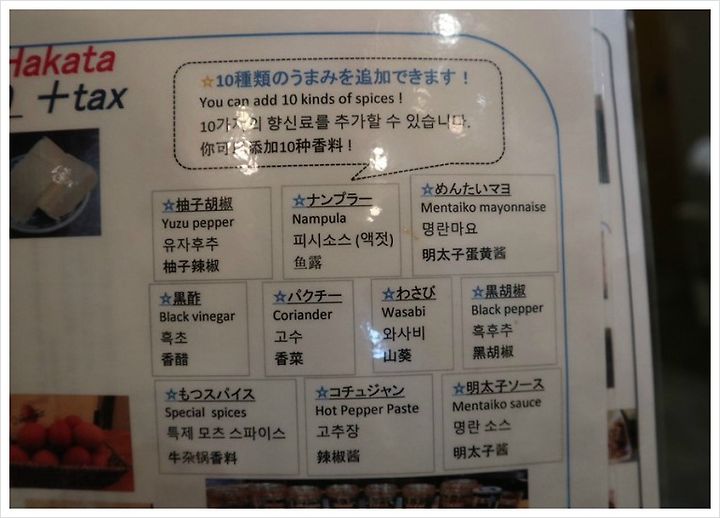 Hakata
+tax
☆10種類のうまみを追加できます！
You can add 10 kinds of spices !
10가지의 향신료를 추가할 수 있습니다.
你可以添加10种香料！
☆柚子胡椒
Yuzu pepper
유자후추
柚子辣椒
☆ナンプラー
Nampula
피시소스 (액젓)
鱼露
☆めんたいマヨ
Mentaiko mayonnaise
명란마요
明太子蛋黄酱
☆黒酢
Black vinegar
흑초
香醋
☆パクチー
Coriander
고수
香菜
☆わさび
Wasabi
와사비
山葵
☆黒胡椒
Black pepper
흑후추
黑胡椒
☆もつスパイス
Special spices
특제 모츠 스파이스
牛杂锅香料
☆コチュジャン
Hot Pepper Paste
고추장
辣椒酱
☆明太子ソース
Mentaiko sauce
명란 소스
明太子酱